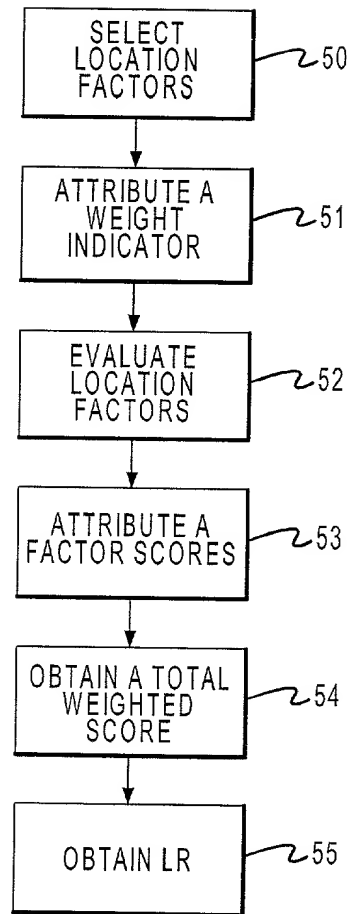 SELECT
LOCATION
FACTORS
50
ATTRIBUTE A
WEIGHT
INDICATOR
51
EVALUATE
LOCATION
FACTORS
52
ATTRIBUTE A
FACTOR SCORES
53
OBTAIN A TOTAL
WEIGHTED
SCORE
54
OBTAIN LR
55